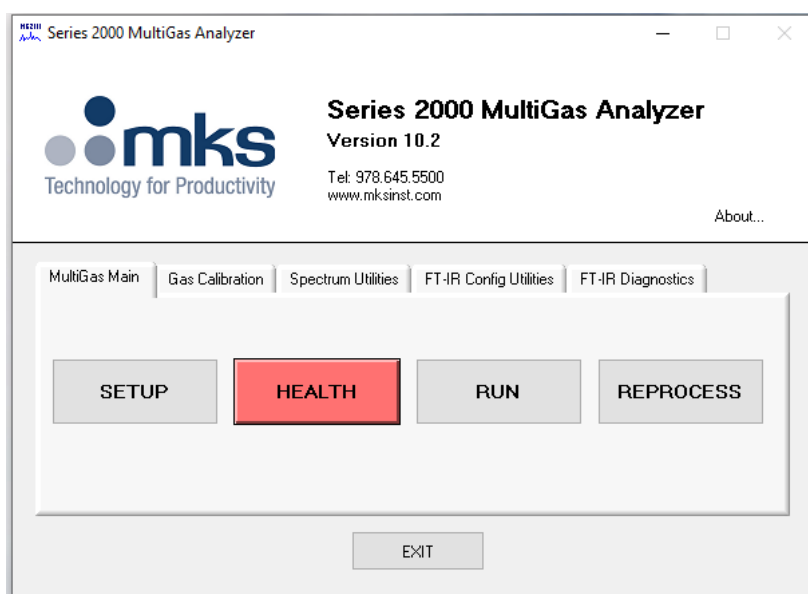 Series 2000 MultiGas Analyzer
mks
Technology for Productivity
Series 2000 MultiGas Analyzer
Version 10.2
Tel: 978.645.5500
www.mksinst.com
About...
MultiGas Main
Gas Calibration
Spectrum Utilities
FT-IR Config Utilities
FT-IR Diagnostics
SETUP
HEALTH
RUN
REPROCESS
EXIT